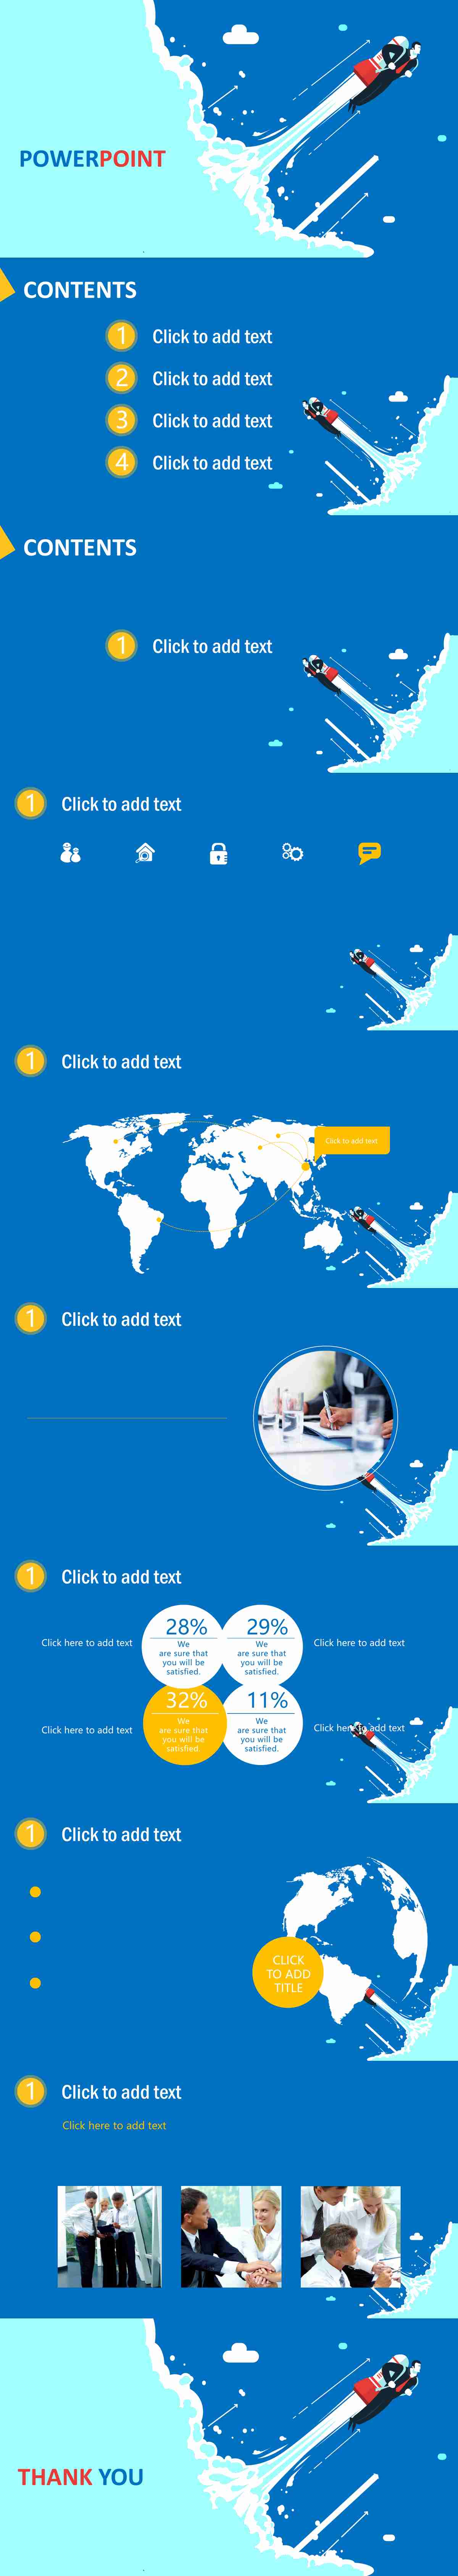 POWERPOINT
CONTENTS
1 Click to add text
2 Click to add text
3 Click to add text
4 Click to add text
CONTENTS
1 Click to add text
1 Click to add text
1 Click to add text
Click to add text
1 Click to add text
1 Click to add text
28%
We
are sure that
you will be
satisfied.
29%
We
are sure that
you will be
satisfied.
Click here to add text
Click here to add text
32%
We
are sure that
you will be
satisfied.
11%
We
are sure that
you will be
satisfied.
Click here to add text
Click here to add text
1 Click to add text
CLICK
TO ADD
TITLE
1 Click to add text
Click here to add text
THANK YOU